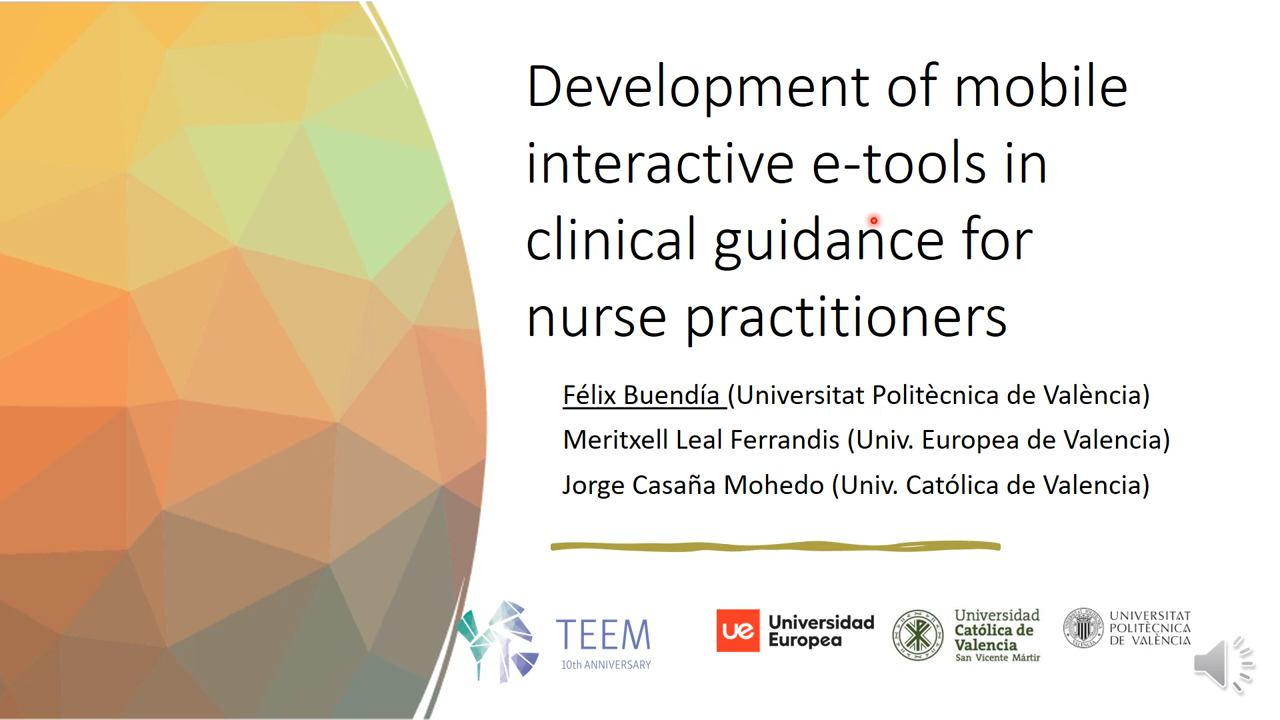 Development of mobile
interactive e-tools in
clinical guidance for
nurse practitioners
Félix Buendía (Universitat Politècnica de València)
Meritxell Leal Ferrandis (Univ. Europea de Valencia)
Jorge Casaña Mohedo (Univ. Católica de Valencia)
TEEM
10th ANNIVERSARY
ue Universidad
Europea
Universidad
Católica de
Valencia
San Vicente Mártir
UNIVERSITAT
POLITÈCNICA
DE VALÈNCIA